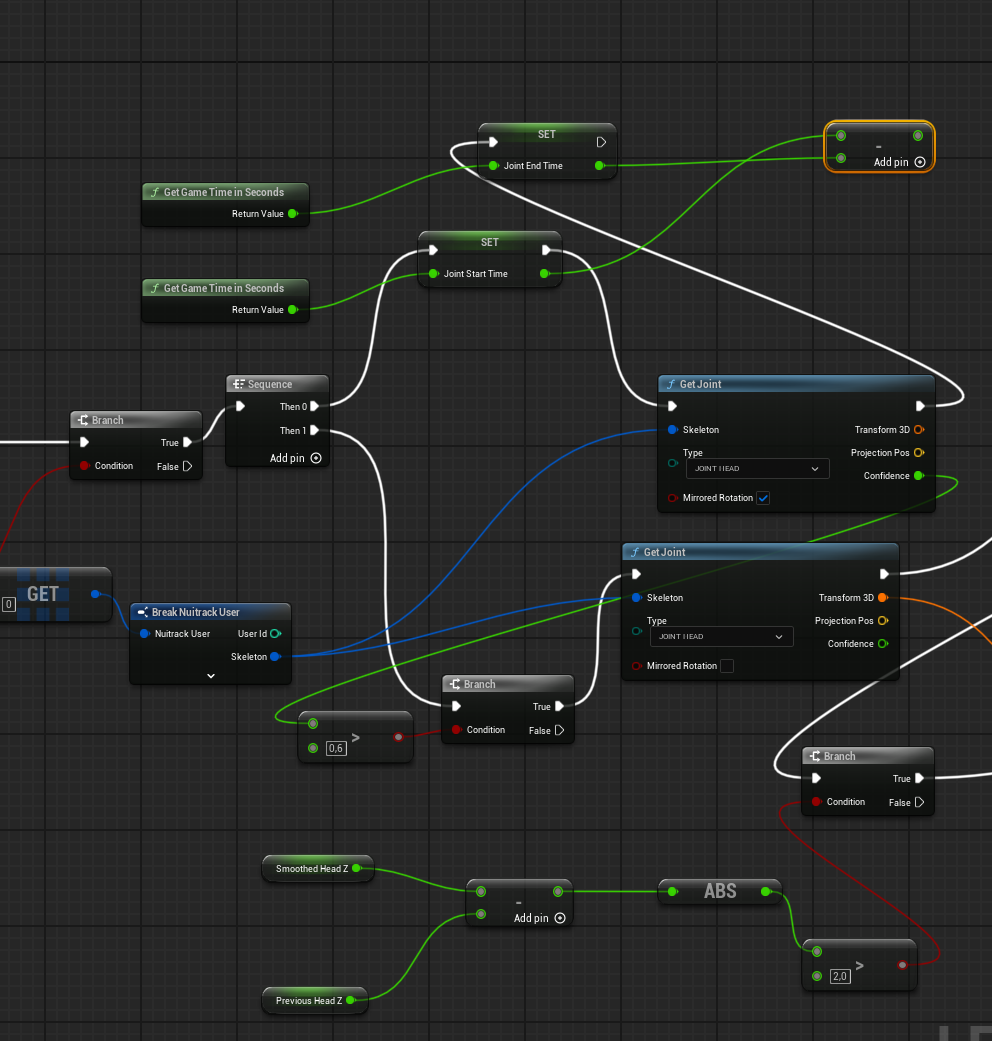 SET
Joint End Time
-
Add pin
Get Game Time in Seconds
Return Value
SET
Joint Start Time
Get Game Time in Seconds
Return Value
Sequence
Then 0
Then 1
Add pin
Branch
True
Condition
False
Get Joint
Skeleton
Transform 3D
Type
Projection Pos
JOINT HEAD
Confidence
Mirrored Rotation
Get Joint
Skeleton
Transform 3D
Type
Projection Pos
JOINT HEAD
Confidence
Mirrored Rotation
0
GET
Break Nuitrack User
Nuitrack User
User Id
Skeleton
Branch
True
Condition
False
>
0,6
Branch
True
Condition
False
Smoothed Head Z
-
Add pin
ABS
>
2,0
Previous Head Z